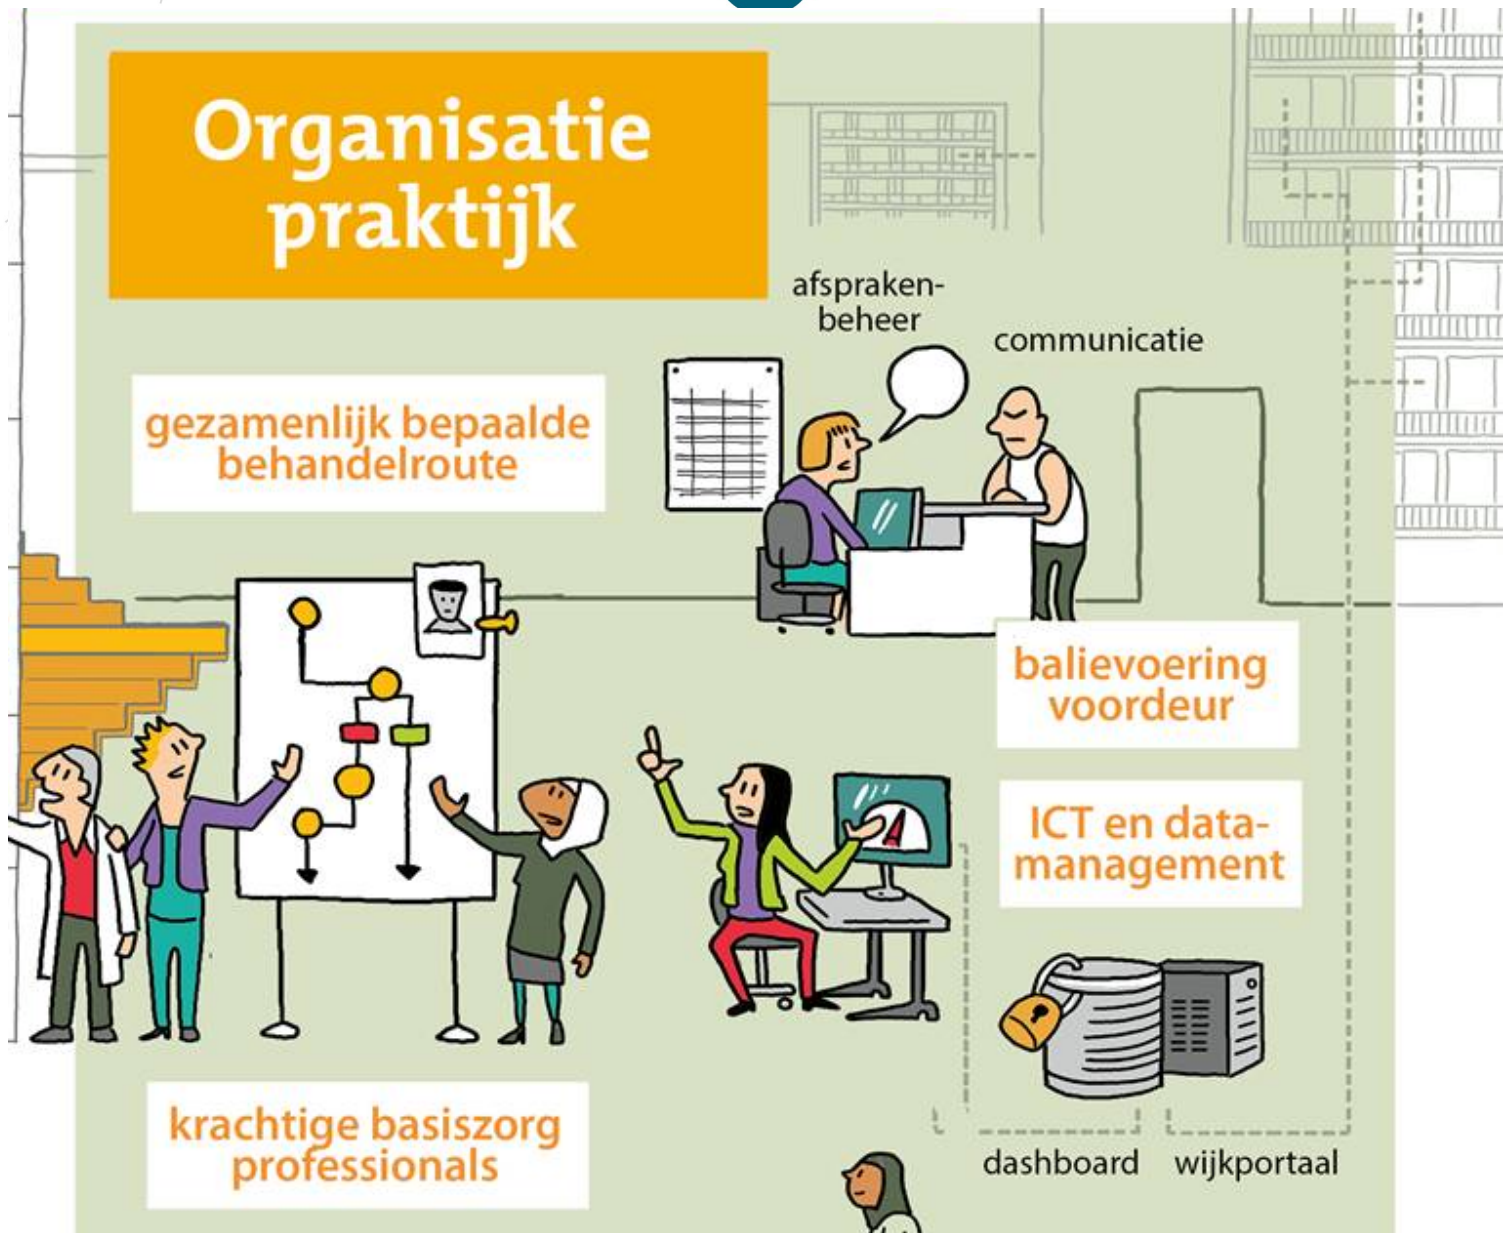 Organisatie
praktijk
afspraken-
beheer
communicatie
gezamenlijk bepaalde
behandelroute
balievoering
voordeur
ICT en data-
management
krachtige basiszorg
professionals
dashboard
wijkportaal